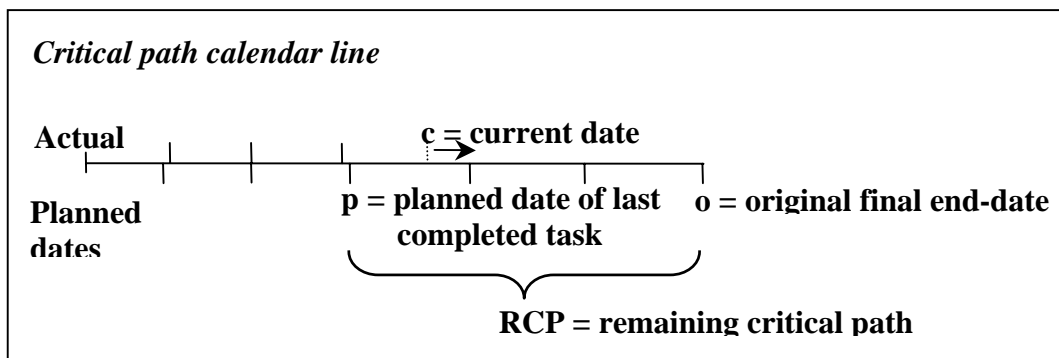 Critical path calendar line
Actual
c = current date
Planned dates
p = planned date of last completed task
o = original final end-date
RCP = remaining critical path